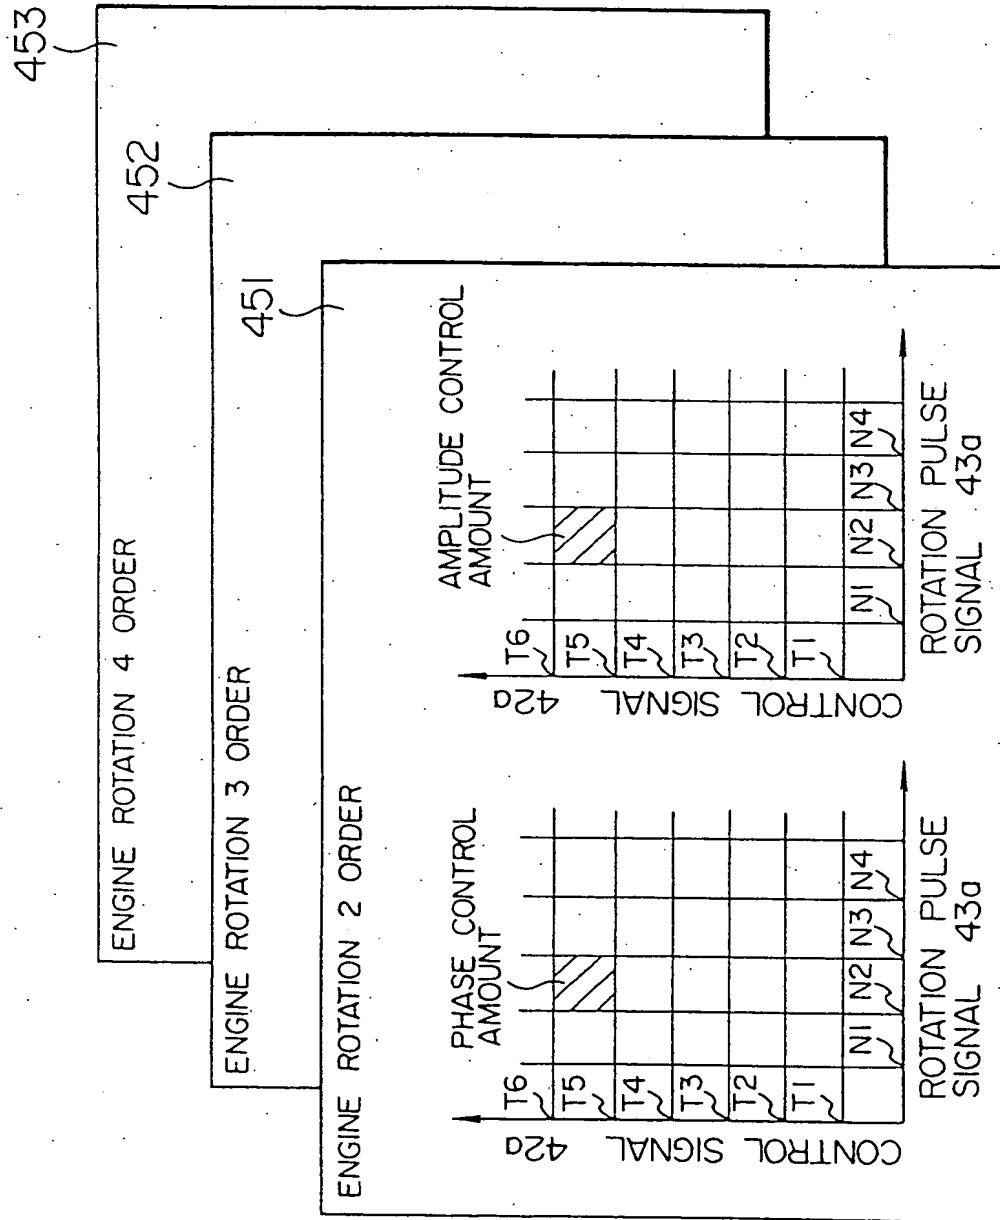 453
452
451
ENGINE ROTATION 4 ORDER
ENGINE ROTATION 3 ORDER
ENGINE ROTATION 2 ORDER
PHASE CONTROL
AMOUNT
CONTROL SIGNAL 42a
T6
T5
T4
T3
T2
T1
N1
N2
N3
N4
ROTATION PULSE
SIGNAL 43a
AMPLITUDE CONTROL
AMOUNT
CONTROL SIGNAL 42a
T6
T5
T4
T3
T2
T1
N1
N2
N3
N4
ROTATION PULSE
SIGNAL 43a